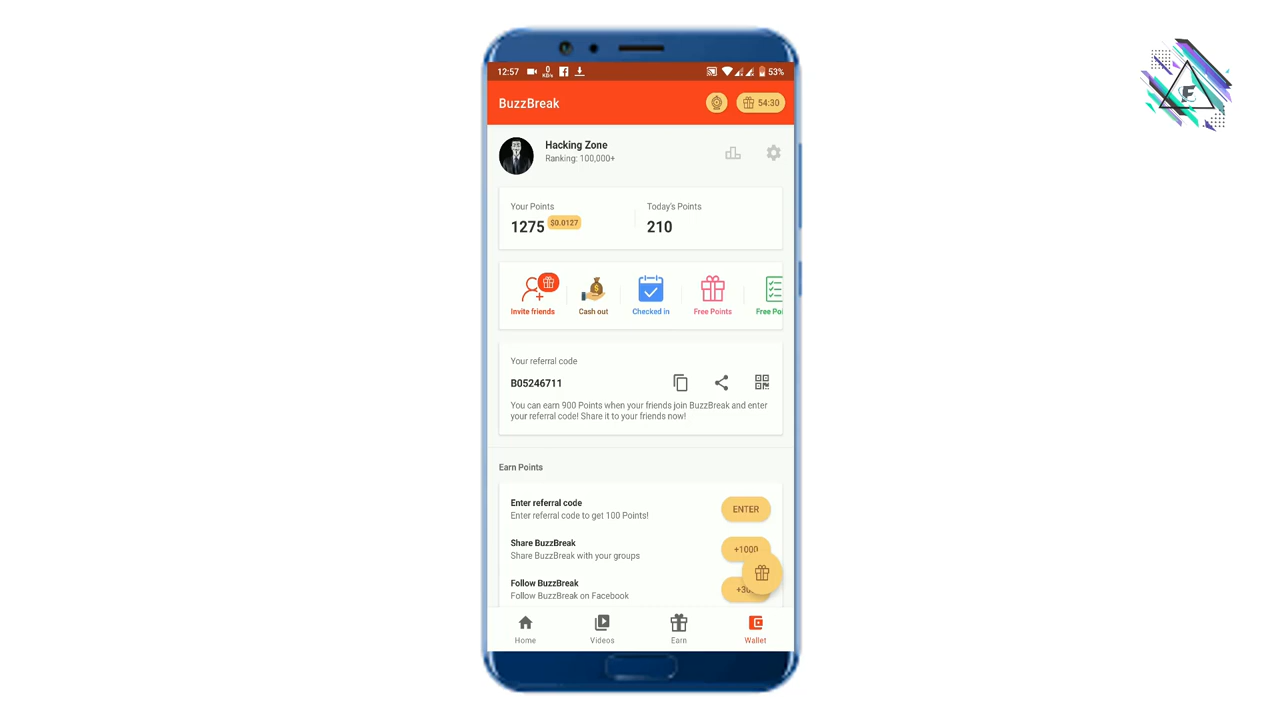 12:57
0
KB/s
53%
BuzzBreak
54:30
Hacking Zone
Ranking: 100,000+
Your Points
Today's Points
1275 $0.0127
210
Invite friends
Cash out
Checked in
Free Points
Free Poi
Your referral code
B05246711
You can earn 900 Points when your friends join BuzzBreak and enter
your referral code! Share it to your friends now!
Earn Points
Enter referral code
Enter referral code to get 100 Points!
ENTER
Share BuzzBreak
Share BuzzBreak with your groups
+1000
Follow BuzzBreak
Follow BuzzBreak on Facebook
Home
Videos
Earn
Wallet